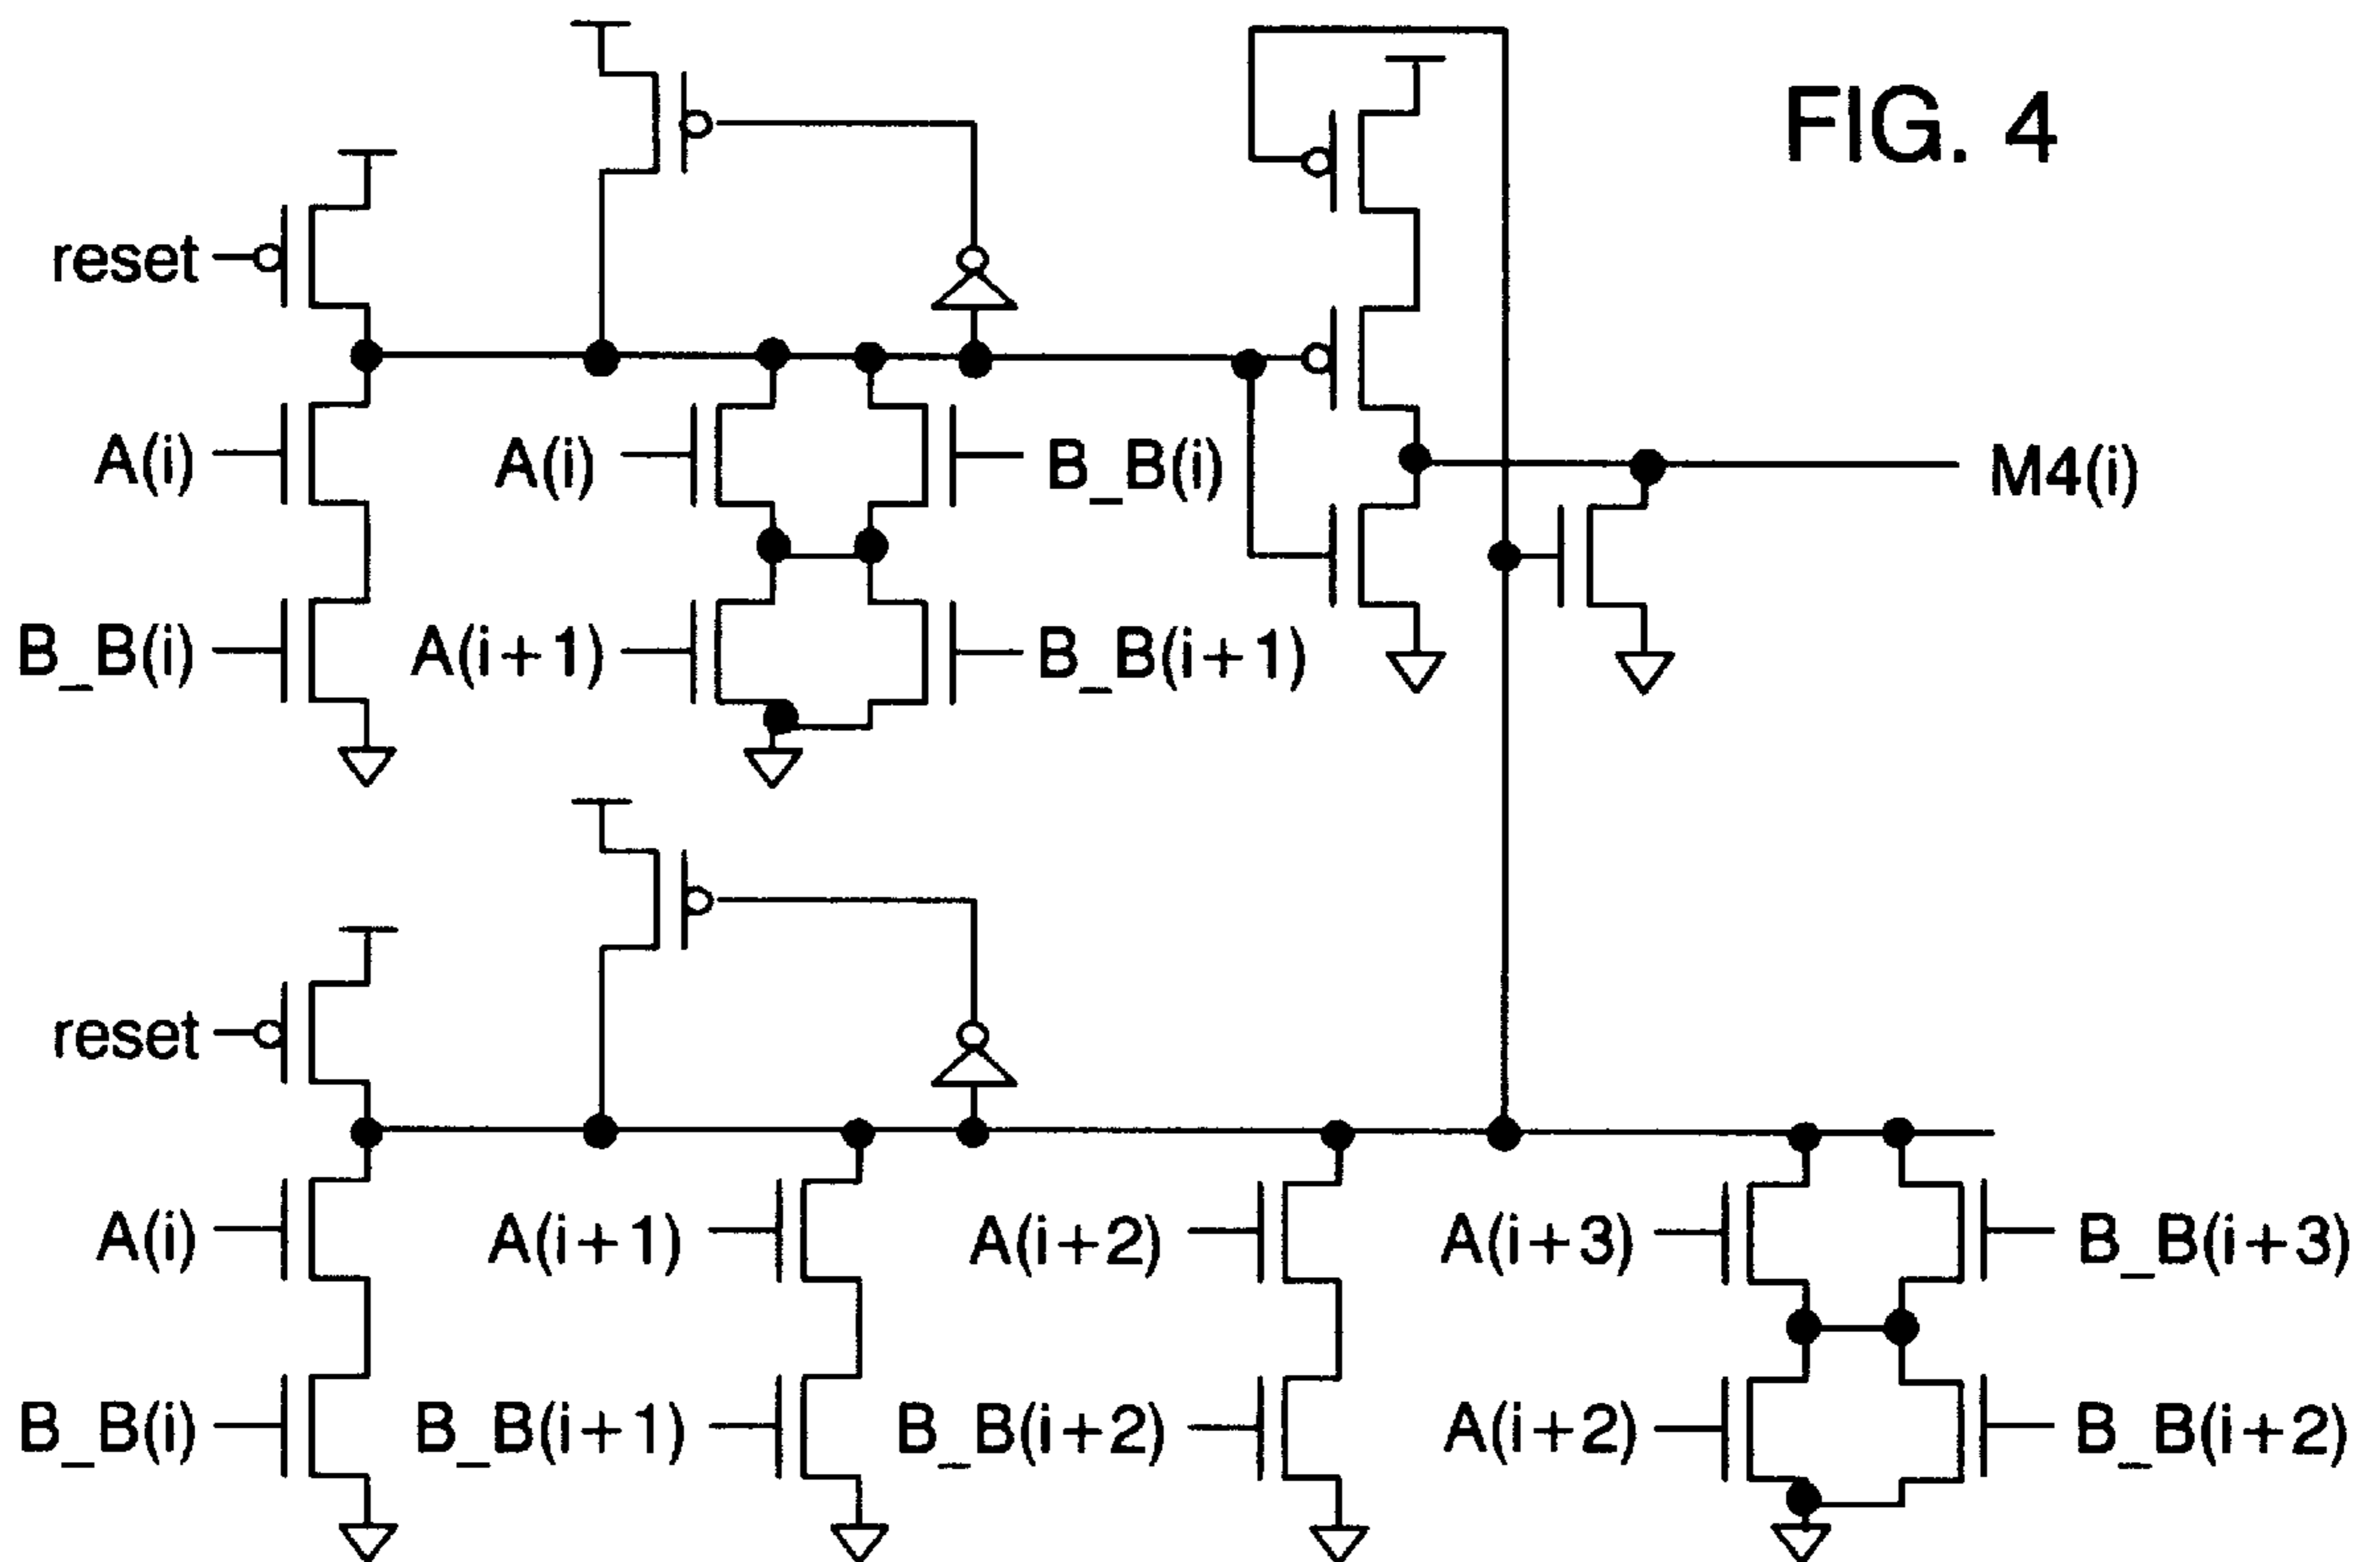 FIG. 4
reset
A(i)
A(i)
B_B(i)
M4(i)
B_B(i)
A(i+1)
B_B(i+1)
reset
A(i)
A(i+1)
A(i+2)
A(i+3)
B_B(i+3)
B_B(i)
B_B(i+1)
B_B(i+2)
A(i+2)
B_B(i+2)